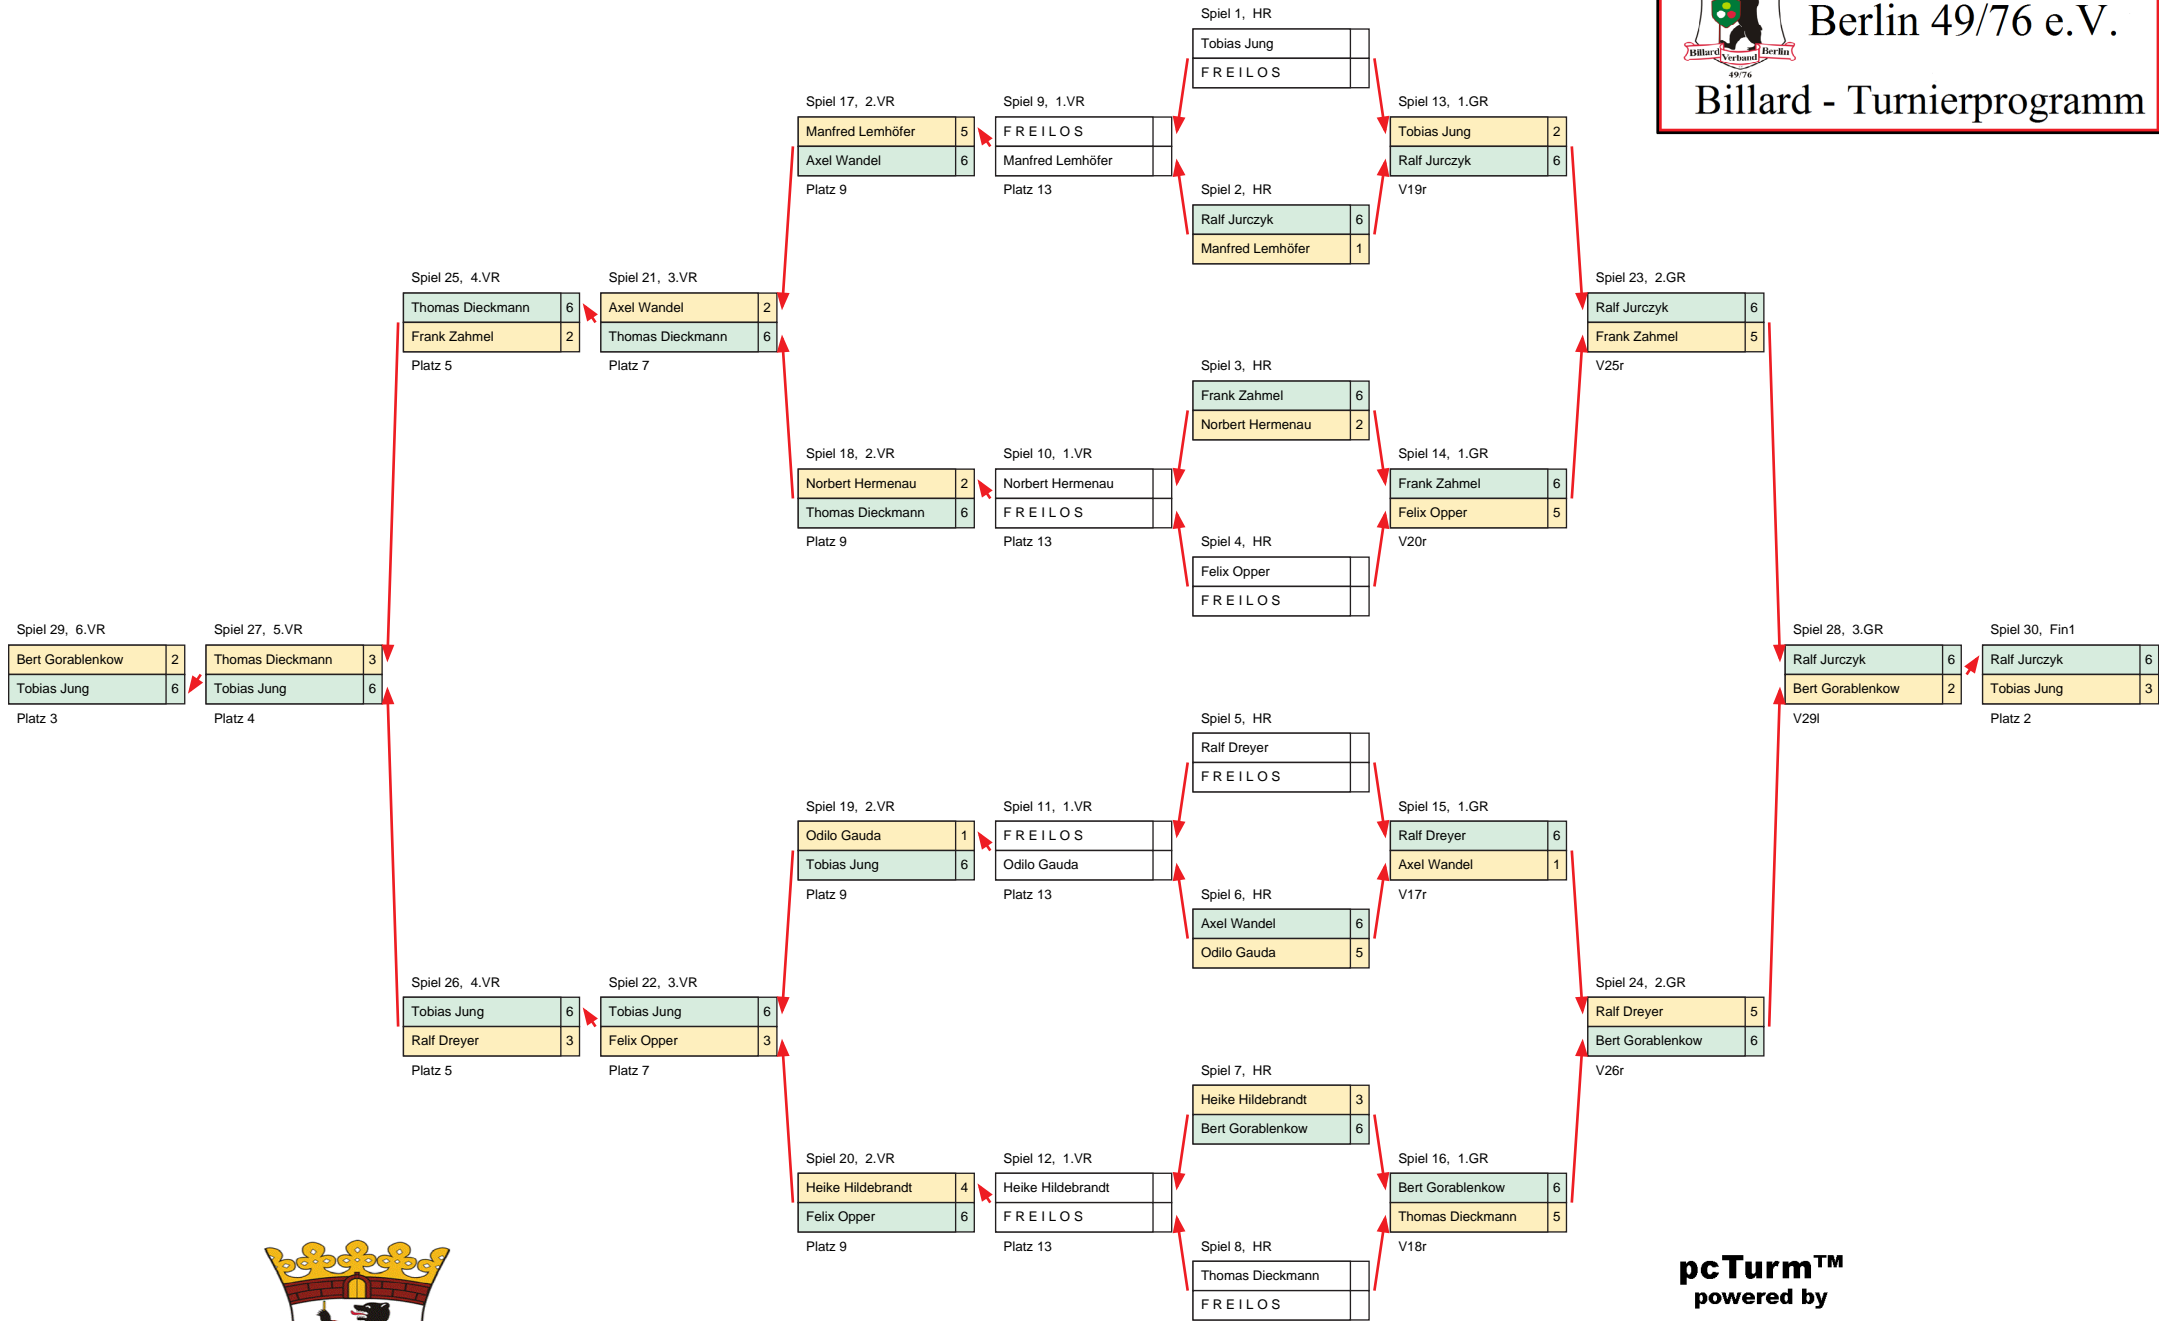 Berlin 49/76 e.V.
Billard Verband Berlin
49/76
Billard - Turnierprogramm
Spiel 1, HR
Tobias Jung
F R E I L O S
Spiel 17, 2.VR
Manfred Lemhöfer 5
Axel Wandel 6
Platz 9
Spiel 9, 1.VR
F R E I L O S
Manfred Lemhöfer
Platz 13
Spiel 13, 1.GR
Tobias Jung 2
Ralf Jurczyk 6
V19r
Spiel 2, HR
Ralf Jurczyk 6
Manfred Lemhöfer 1
Spiel 25, 4.VR
Thomas Dieckmann 6
Frank Zahmel 2
Platz 5
Spiel 21, 3.VR
Axel Wandel 2
Thomas Dieckmann 6
Platz 7
Spiel 23, 2.GR
Ralf Jurczyk 6
Frank Zahmel 5
V25r
Spiel 3, HR
Frank Zahmel 6
Norbert Hermenau 2
Spiel 18, 2.VR
Norbert Hermenau 2
Thomas Dieckmann 6
Platz 9
Spiel 10, 1.VR
Norbert Hermenau
F R E I L O S
Platz 13
Spiel 14, 1.GR
Frank Zahmel 6
Felix Opper 5
V20r
Spiel 4, HR
Felix Opper
F R E I L O S
Spiel 29, 6.VR
Bert Gorablenkow 2
Tobias Jung 6
Platz 3
Spiel 27, 5.VR
Thomas Dieckmann 3
Tobias Jung 6
Platz 4
Spiel 28, 3.GR
Ralf Jurczyk 6
Bert Gorablenkow 2
V29l
Spiel 30, Fin1
Ralf Jurczyk 6
Tobias Jung 3
Platz 2
Spiel 5, HR
Ralf Dreyer
F R E I L O S
Spiel 19, 2.VR
Odilo Gauda 1
Tobias Jung 6
Platz 9
Spiel 11, 1.VR
F R E I L O S
Odilo Gauda
Platz 13
Spiel 15, 1.GR
Ralf Dreyer 6
Axel Wandel 1
V17r
Spiel 6, HR
Axel Wandel 6
Odilo Gauda 5
Spiel 26, 4.VR
Tobias Jung 6
Ralf Dreyer 3
Platz 5
Spiel 22, 3.VR
Tobias Jung 6
Felix Opper 3
Platz 7
Spiel 24, 2.GR
Ralf Dreyer 5
Bert Gorablenkow 6
V26r
Spiel 7, HR
Heike Hildebrandt 3
Bert Gorablenkow 6
Spiel 20, 2.VR
Heike Hildebrandt 4
Felix Opper 6
Platz 9
Spiel 12, 1.VR
Heike Hildebrandt
F R E I L O S
Platz 13
Spiel 16, 1.GR
Bert Gorablenkow 6
Thomas Dieckmann 5
V18r
Spiel 8, HR
Thomas Dieckmann
F R E I L O S
pcTurm™
powered by